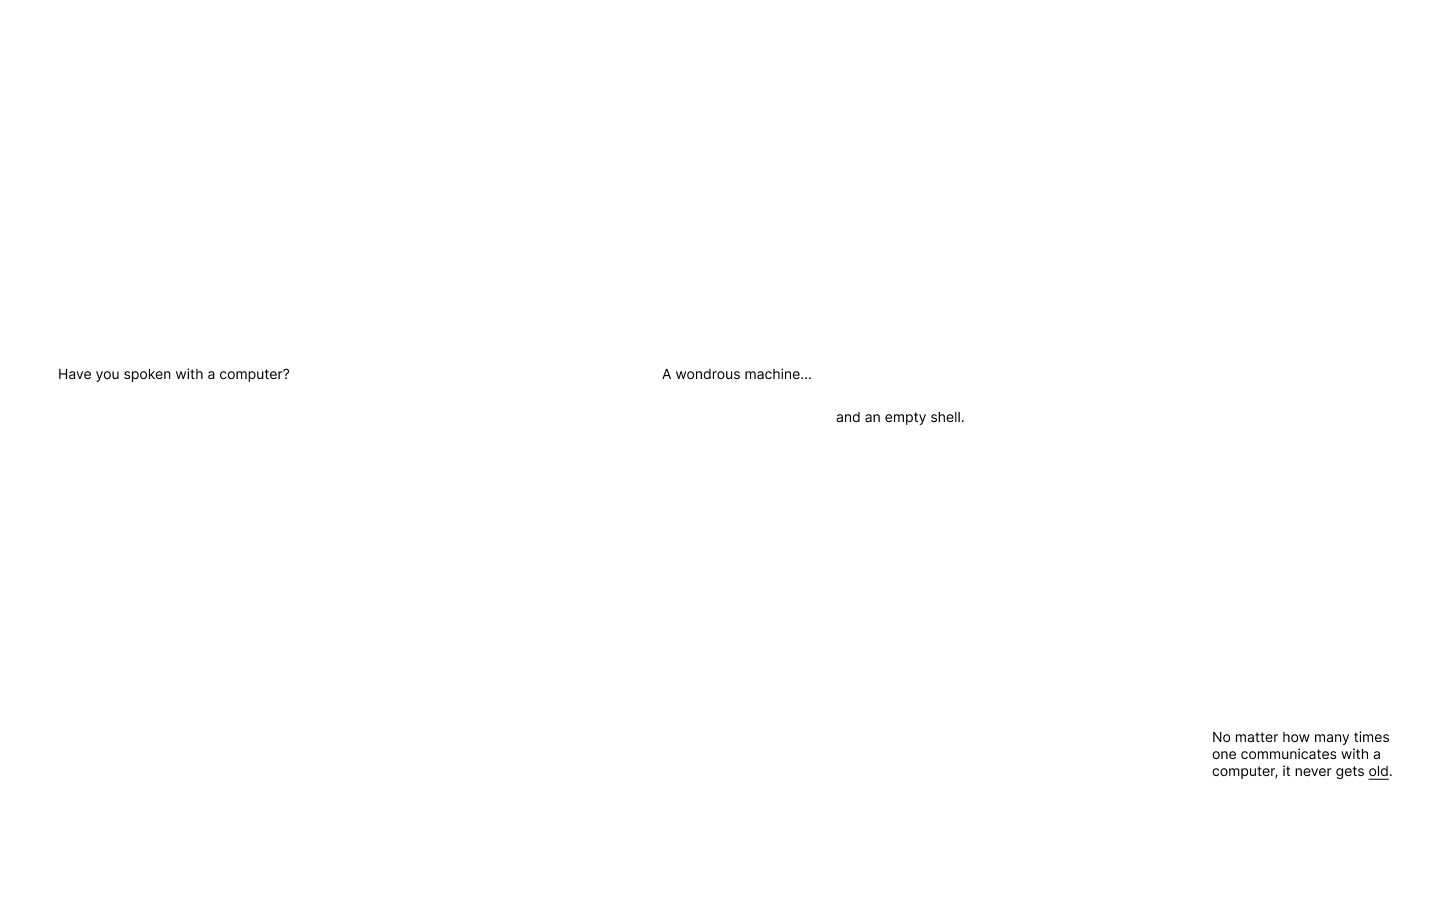 Have you spoken with a computer?
A wondrous machine...
and an empty shell.
No matter how many times
one communicates with a
computer, it never gets old.